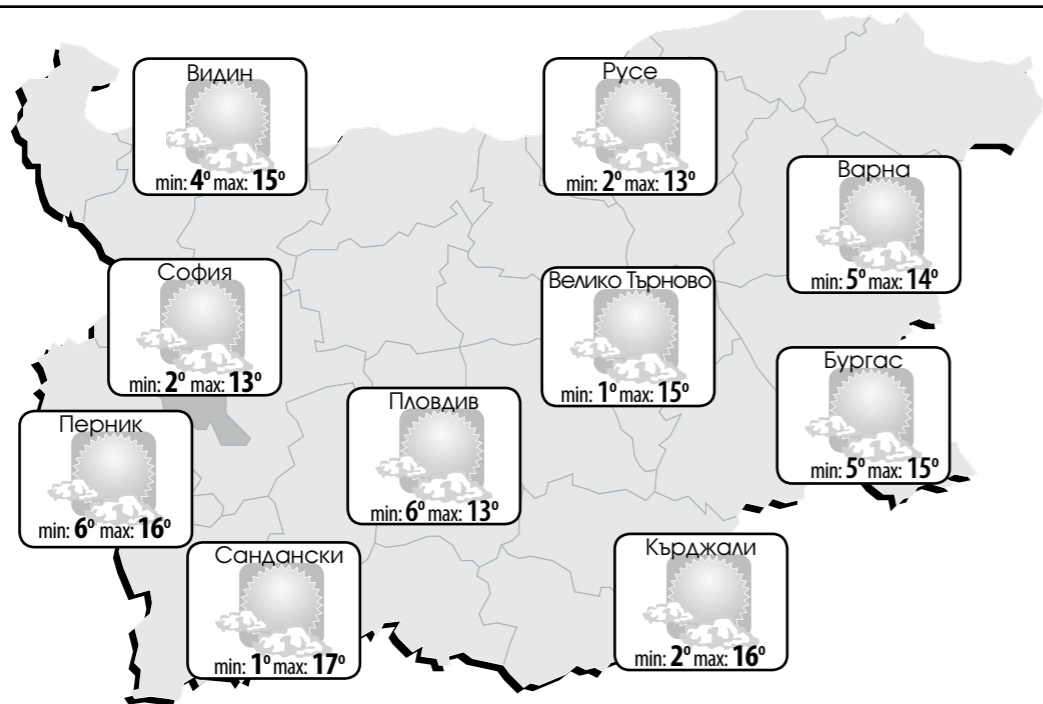 Видин
min: 4° max: 15°
Русе
min: 2° max: 13°
Варна
min: 5° max: 14°
София
min: 2° max: 13°
Велико Търново
min: 1° max: 15°
Бургас
min: 5° max: 15°
Пловдив
min: 6° max: 13°
Перник
min: 6° max: 16°
Сандански
min: 1° max: 17°
Кърджали
min: 2° max: 16°